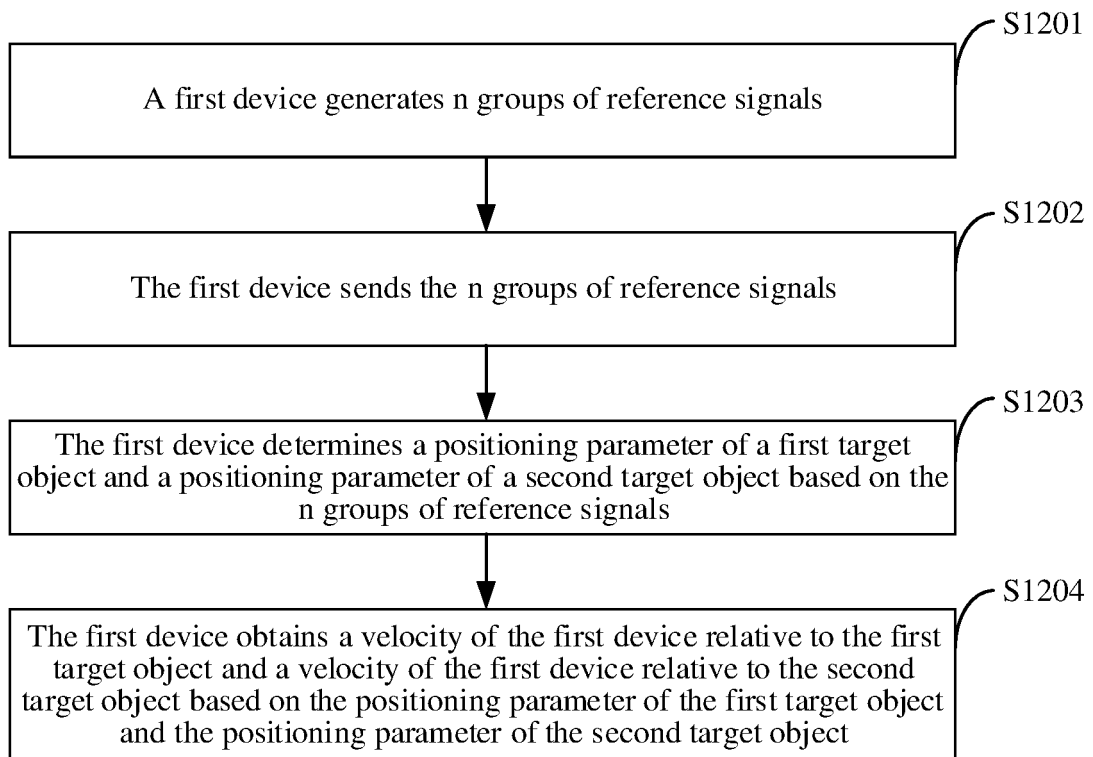 S1201
A first device generates n groups of reference signals
S1202
The first device sends the n groups of reference signals
S1203
The first device determines a positioning parameter of a first target
object and a positioning parameter of a second target object based on the
n groups of reference signals
S1204
The first device obtains a velocity of the first device relative to the first
target object and a velocity of the first device relative to the second
target object based on the positioning parameter of the first target object
and the positioning parameter of the second target object